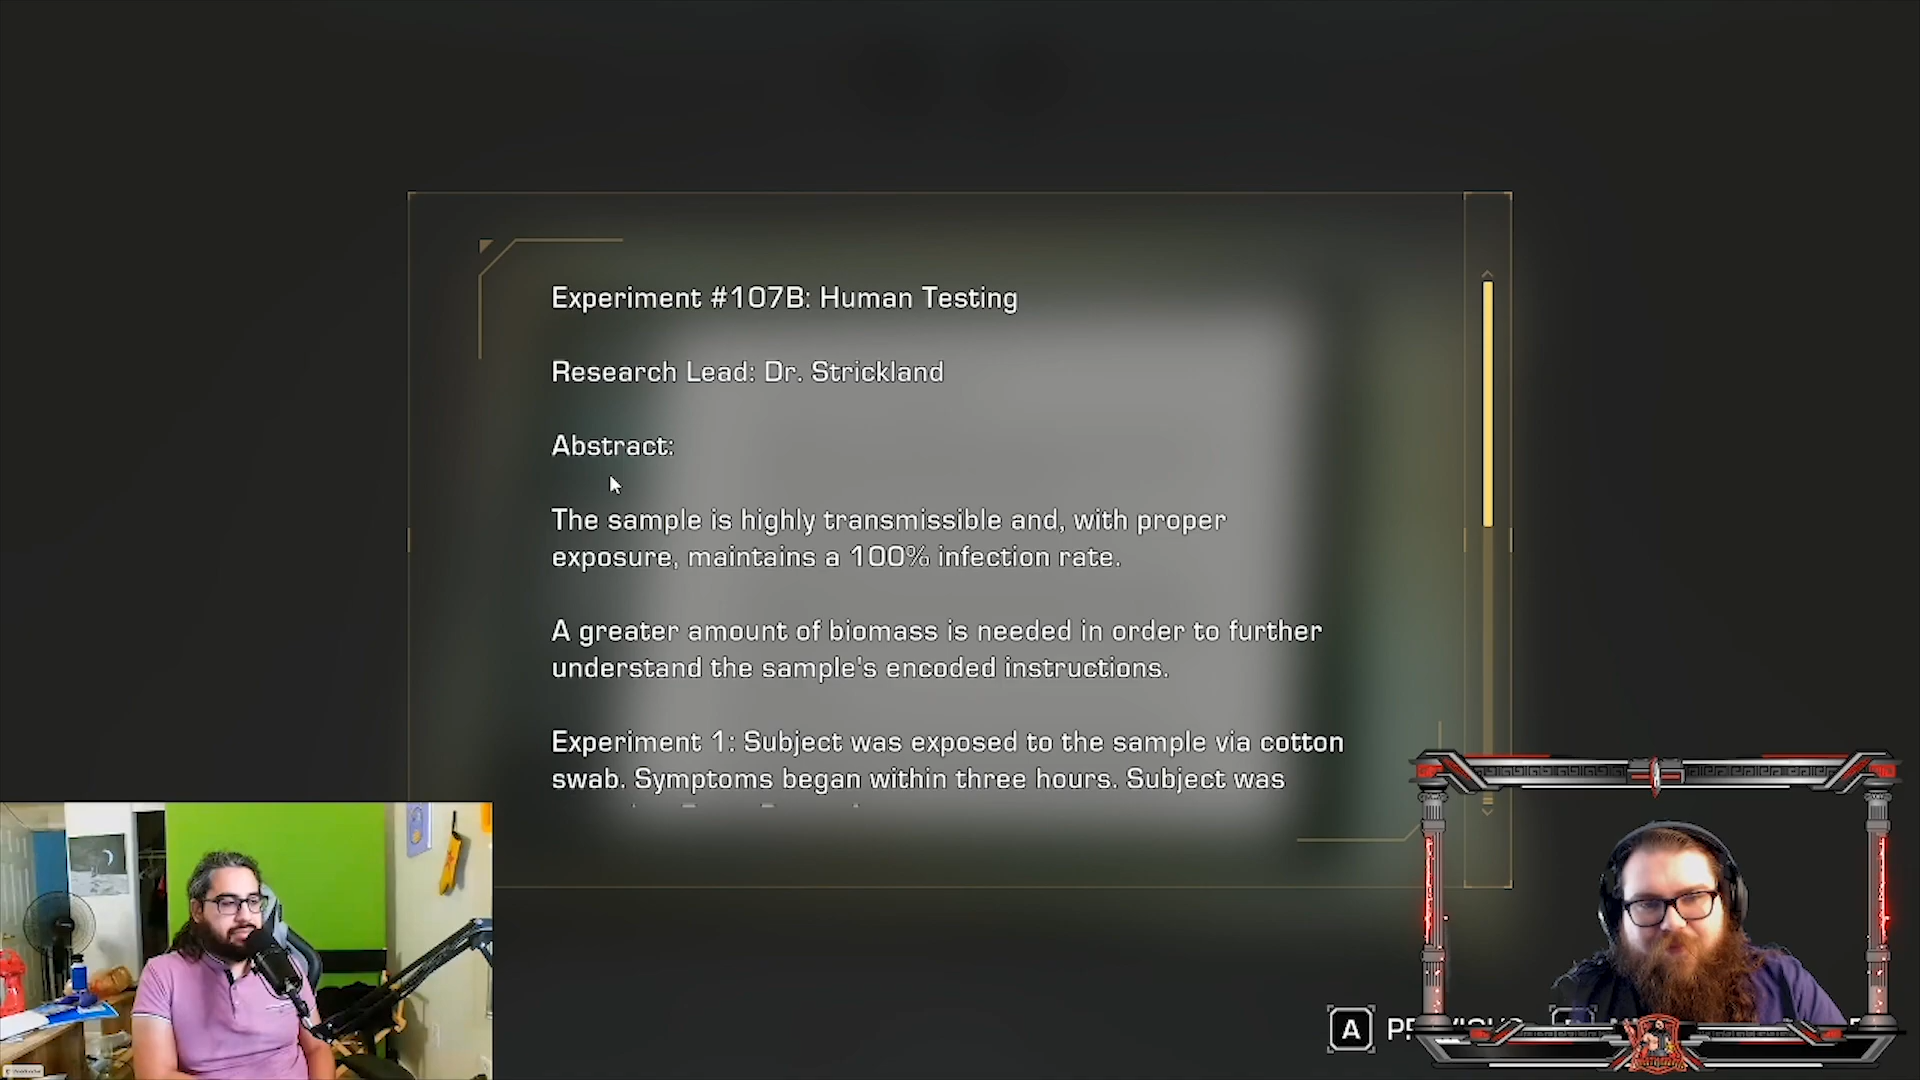 Experiment #107B: Human Testing
Research Lead: Dr. Strickland
Abstract:
The sample is highly transmissible and, with proper
exposure, maintains a 100% infection rate.
A greater amount of biomass is needed in order to further
understand the sample's encoded instructions.
Experiment 1: Subject was exposed to the sample via cotton
swab. Symptoms began within three hours. Subject was
A